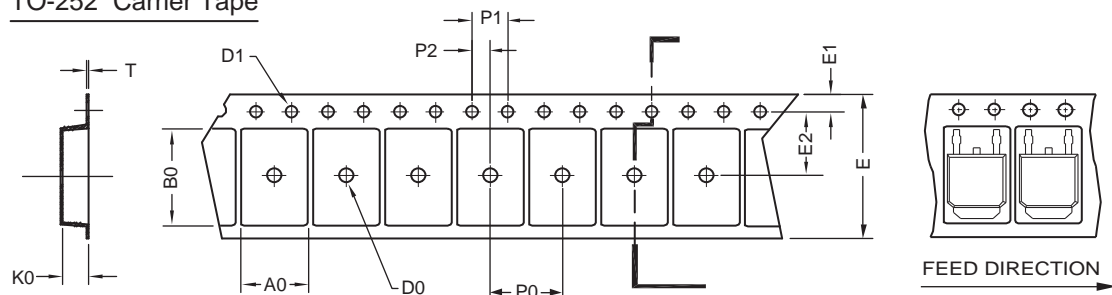 TO-252 Carrier Tape
P1
P2
D1
T
E1
E2
E
B0
K0
A0
D0
P0
FEED DIRECTION